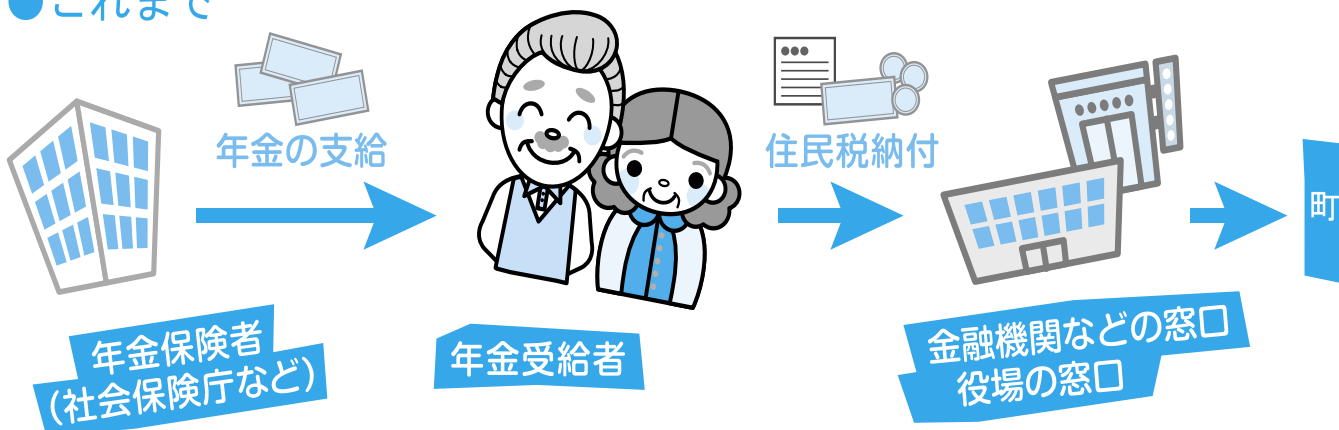 ●これまで
年金の支給
住民税納付
町
年金保険者
(社会保険庁など)
年金受給者
金融機関などの窓口
役場の窓口